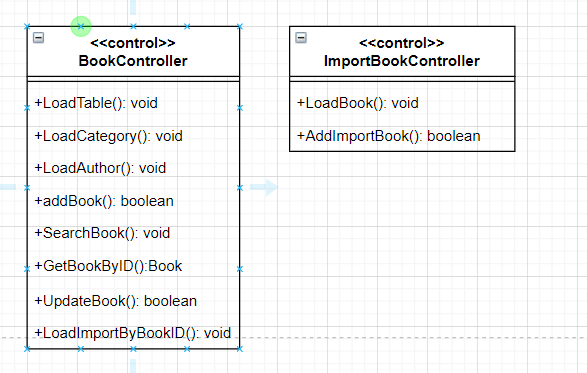 <<control>>
BookController
+LoadTable(): void
+LoadCategory(): void
+LoadAuthor(): void
+addBook(): boolean
+SearchBook(): void
+GetBookByID():Book
+UpdateBook(): boolean
+LoadImportByBookID(): void
<<control>>
ImportBookController
+LoadBook(): void
+AddImportBook(): boolean